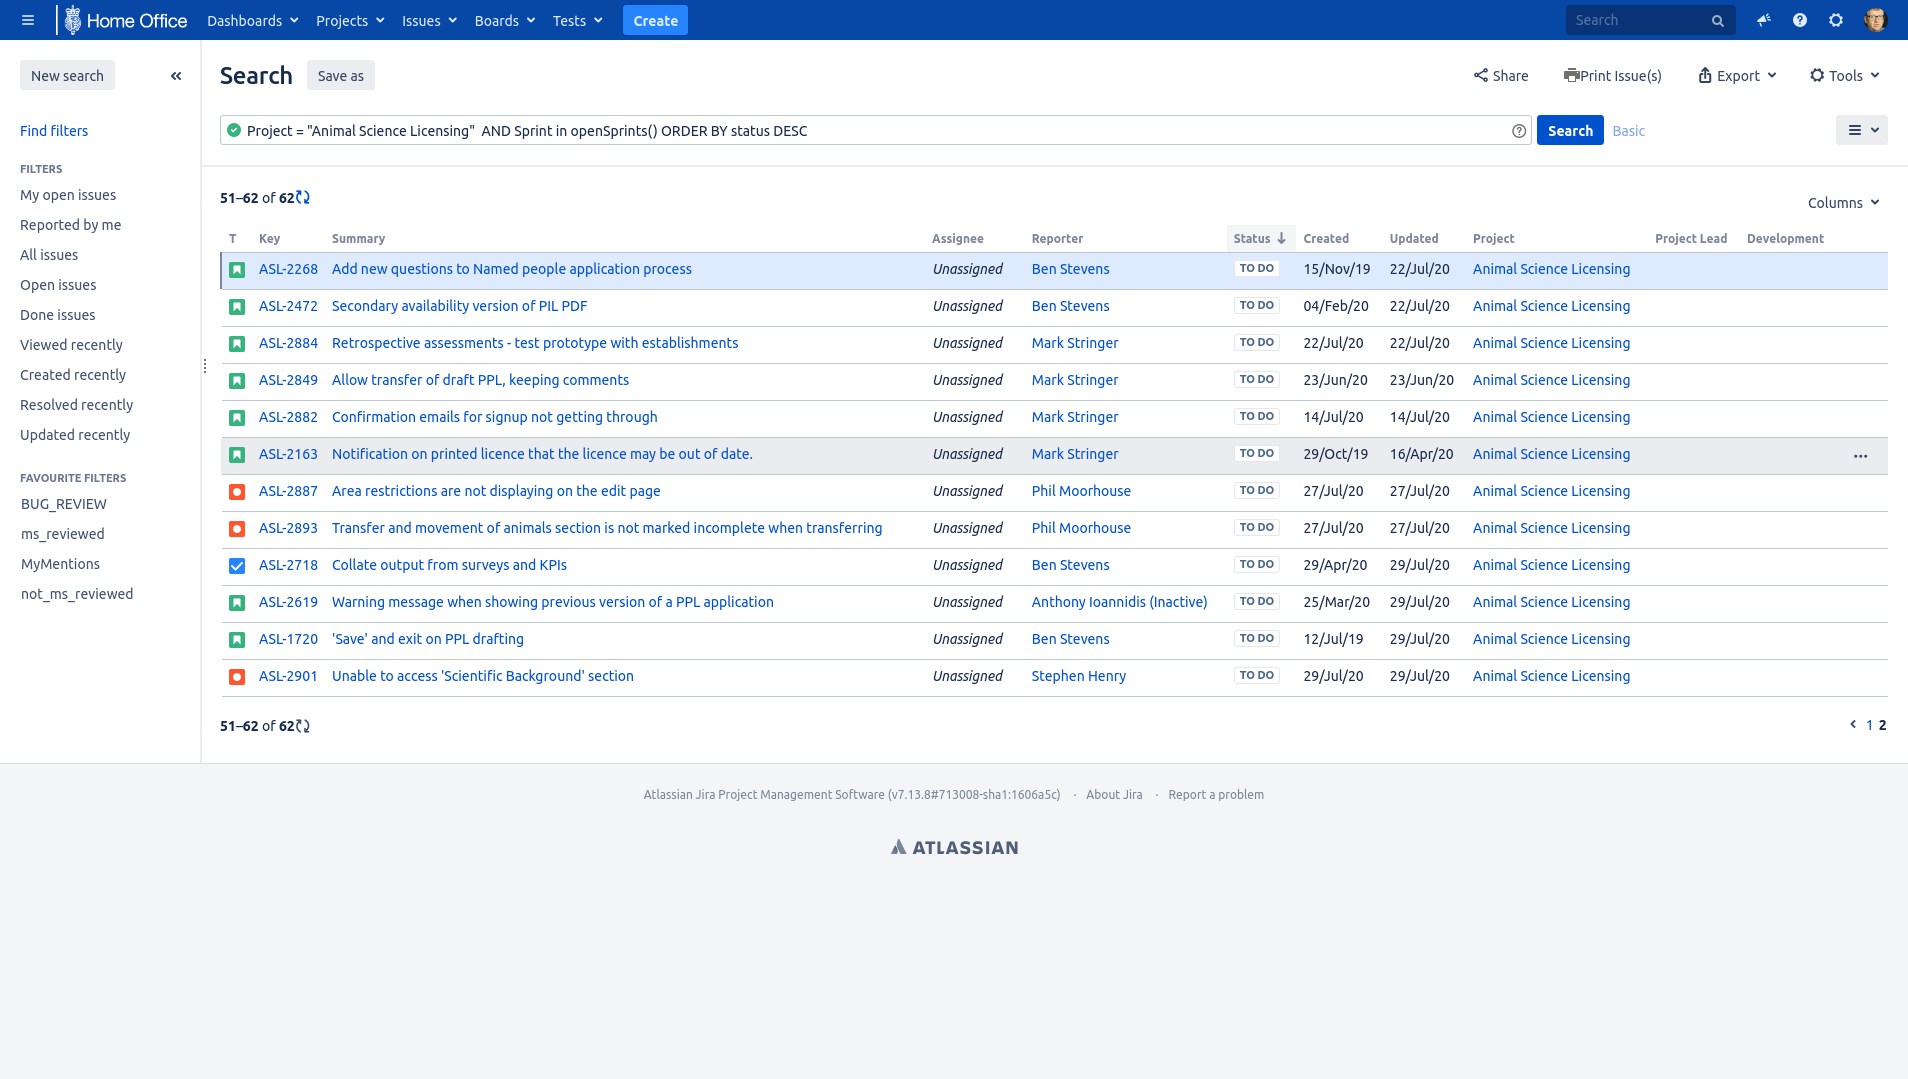 Home Office Dashboards Projects Issues Boards Tests Create Search
New search
Search Save as Share Print Issue(s) Export Tools
Project = "Animal Science Licensing"  AND Sprint in openSprints() ORDER BY status DESC Search Basic
Find filters
FILTERS
My open issues
Reported by me
All issues
Open issues
Done issues
Viewed recently
Created recently
Resolved recently
Updated recently
FAVOURITE FILTERS
BUG_REVIEW
ms_reviewed
MyMentions
not_ms_reviewed
51–62 of 62
Columns
T Key Summary Assignee Reporter Status Created Updated Project Project Lead Development
ASL-2268 Add new questions to Named people application process Unassigned Ben Stevens TO DO 15/Nov/19 22/Jul/20 Animal Science Licensing
ASL-2472 Secondary availability version of PIL PDF Unassigned Ben Stevens TO DO 04/Feb/20 22/Jul/20 Animal Science Licensing
ASL-2884 Retrospective assessments - test prototype with establishments Unassigned Mark Stringer TO DO 22/Jul/20 22/Jul/20 Animal Science Licensing
ASL-2849 Allow transfer of draft PPL, keeping comments Unassigned Mark Stringer TO DO 23/Jun/20 23/Jun/20 Animal Science Licensing
ASL-2882 Confirmation emails for signup not getting through Unassigned Mark Stringer TO DO 14/Jul/20 14/Jul/20 Animal Science Licensing
ASL-2163 Notification on printed licence that the licence may be out of date. Unassigned Mark Stringer TO DO 29/Oct/19 16/Apr/20 Animal Science Licensing ...
ASL-2887 Area restrictions are not displaying on the edit page Unassigned Phil Moorhouse TO DO 27/Jul/20 27/Jul/20 Animal Science Licensing
ASL-2893 Transfer and movement of animals section is not marked incomplete when transferring Unassigned Phil Moorhouse TO DO 27/Jul/20 27/Jul/20 Animal Science Licensing
ASL-2718 Collate output from surveys and KPIs Unassigned Ben Stevens TO DO 29/Apr/20 29/Jul/20 Animal Science Licensing
ASL-2619 Warning message when showing previous version of a PPL application Unassigned Anthony Ioannidis (Inactive) TO DO 25/Mar/20 29/Jul/20 Animal Science Licensing
ASL-1720 'Save' and exit on PPL drafting Unassigned Ben Stevens TO DO 12/Jul/19 29/Jul/20 Animal Science Licensing
ASL-2901 Unable to access 'Scientific Background' section Unassigned Stephen Henry TO DO 29/Jul/20 29/Jul/20 Animal Science Licensing
51–62 of 62 1 2
Atlassian Jira Project Management Software (v7.13.8#713008-sha1:1606a5c) · About Jira · Report a problem
ATLASSIAN